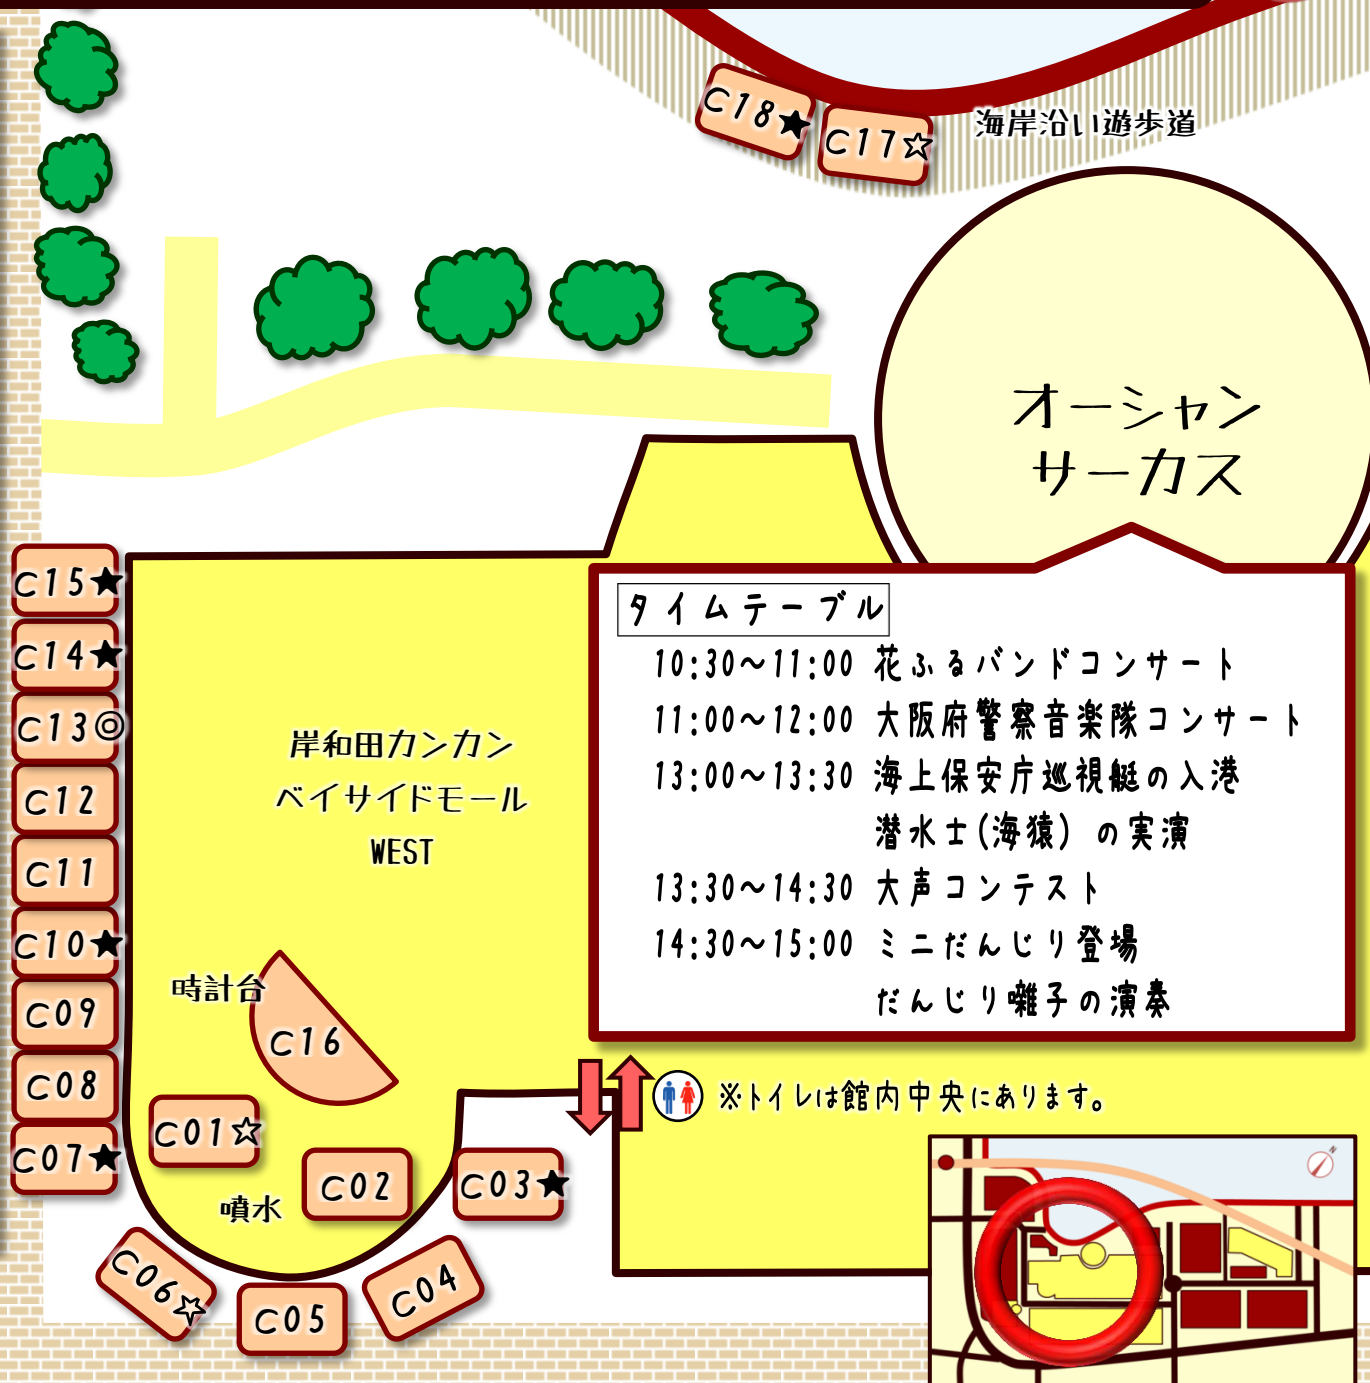 C18★
C17☆
海岸沿い遊歩道
オーシャン
サーカス
C15★
C14★
C13◎
C12
C11
C10★
C09
C08
C07★
岸和田カンカン
ベイサイドモール
WEST
タイムテーブル
10:30～11:00 花ふるバンドコンサート
11:00～12:00 大阪府警察音楽隊コンサート
13:00～13:30 海上保安庁巡視艇の入港
潜水士(海猿) の実演
13:30～14:30 大声コンテスト
14:30～15:00 ミニだんじり登場
だんじり囃子の演奏
時計台
C16
※トイレは館内中央にあります。
C01☆
C02
C03★
噴水
C06☆
C05
C04
N